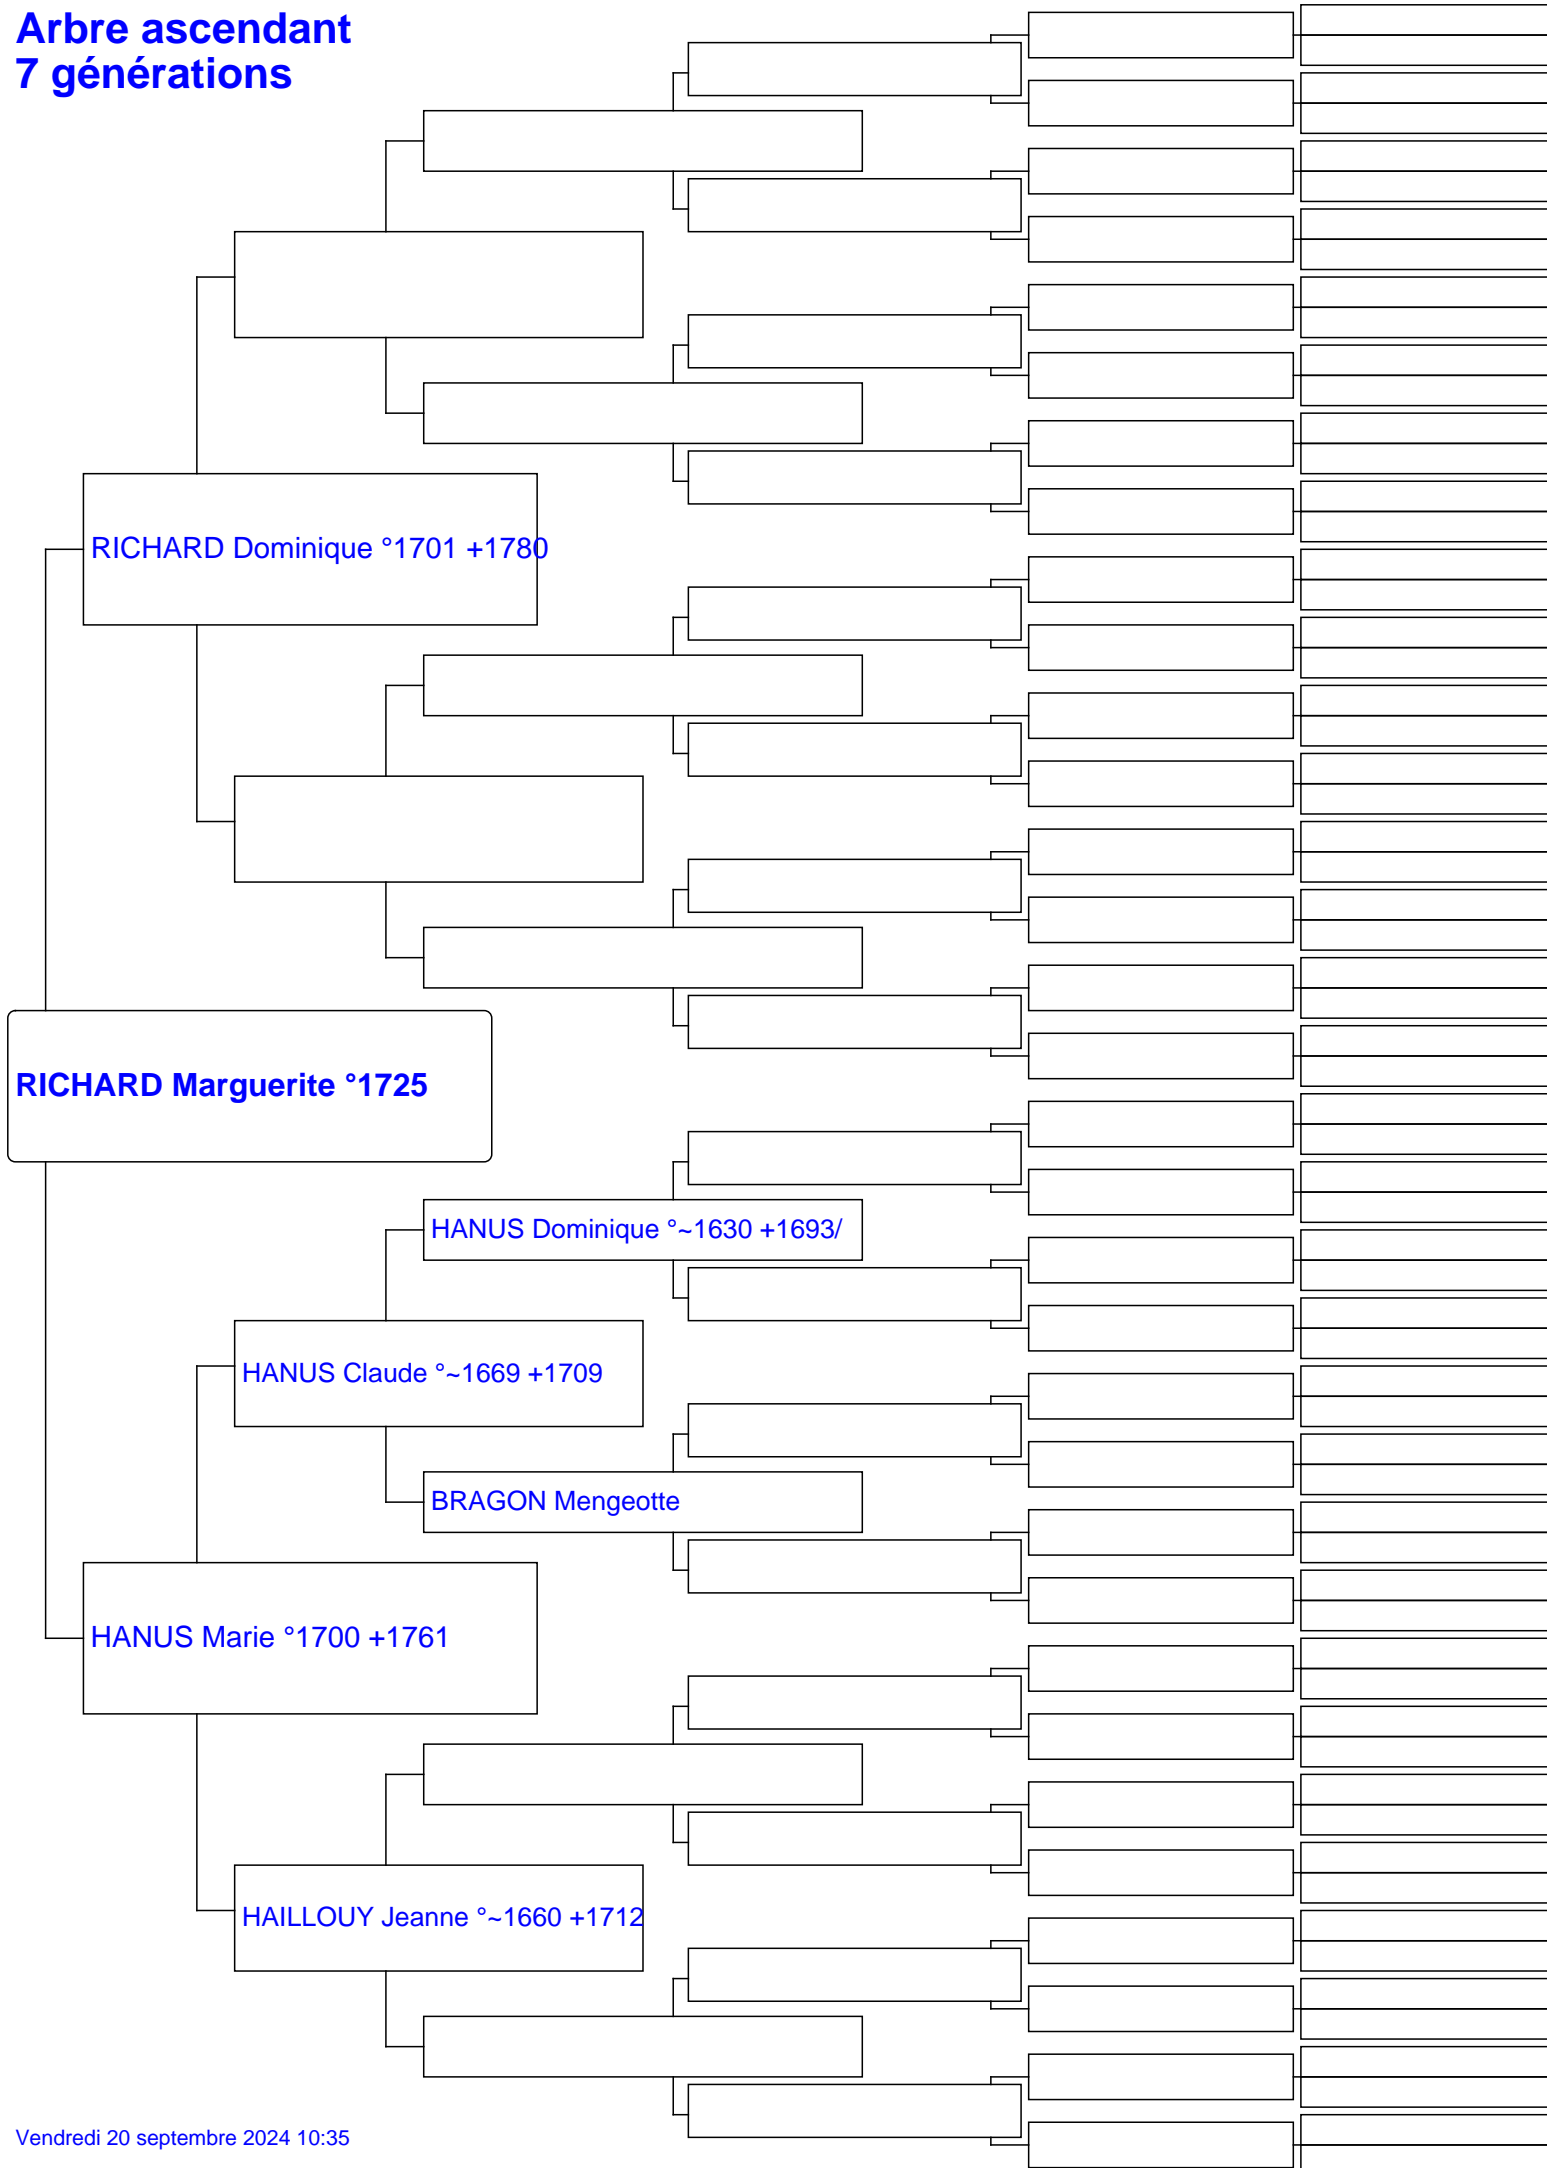 Arbre ascendant
7 générations
RICHARD Dominique °1701 +1780
RICHARD Marguerite °1725
HANUS Dominique °~1630 +1693/
HANUS Claude °~1669 +1709
BRAGON Mengeotte
HANUS Marie °1700 +1761
HAILLOUY Jeanne °~1660 +1712
Vendredi 20 septembre 2024 10:35